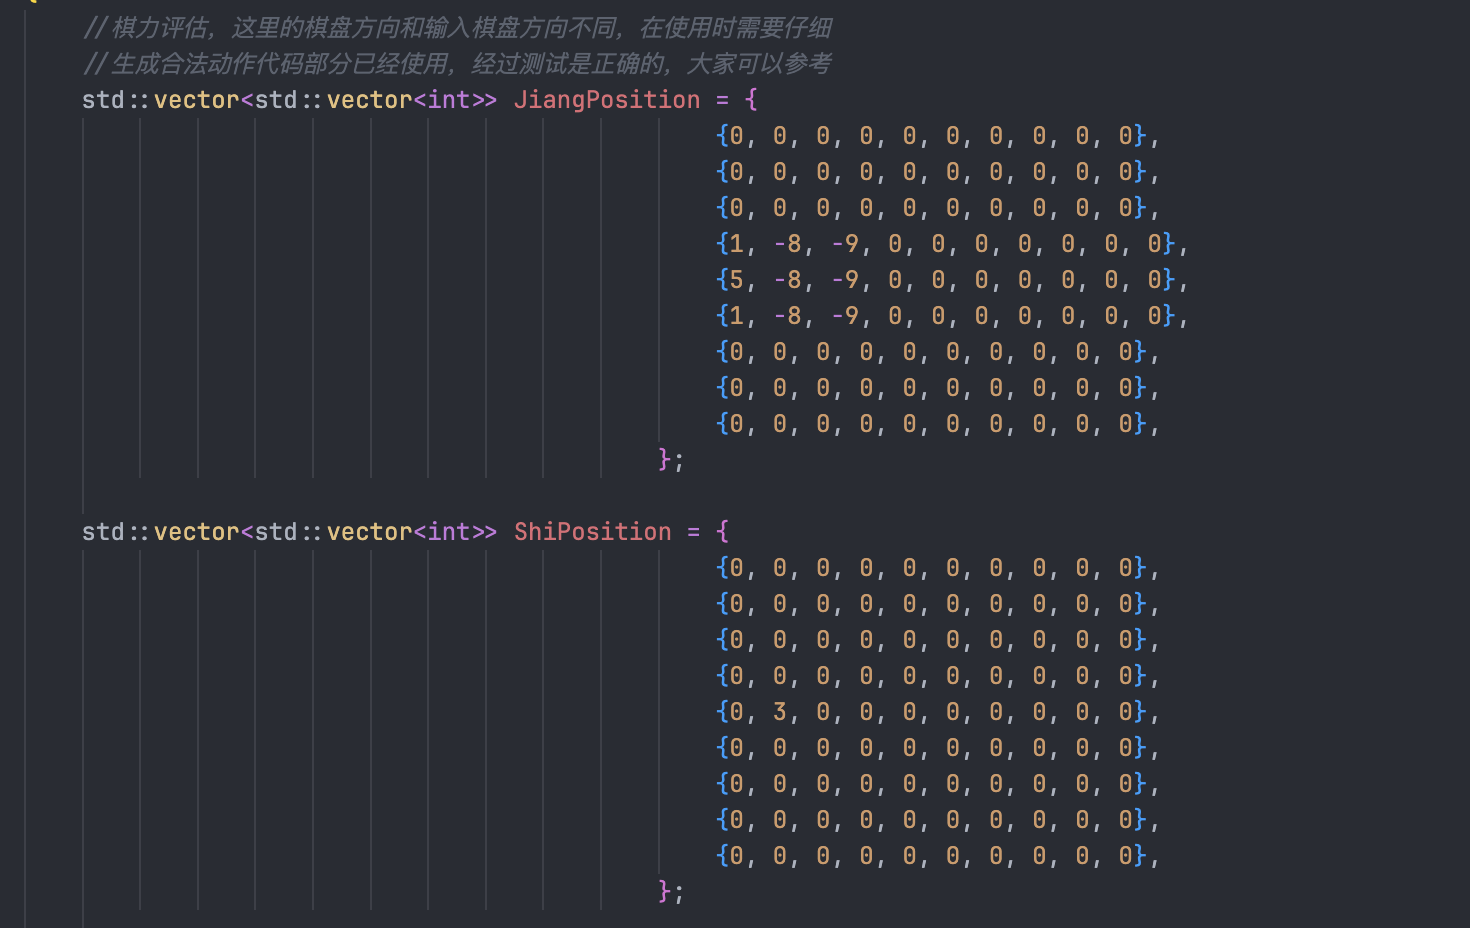 //棋力评估，这里的棋盘方向和输入棋盘方向不同，在使用时需要仔细
//生成合法动作代码部分已经使用，经过测试是正确的，大家可以参考
std::vector<std::vector<int>> JiangPosition = {
{0, 0, 0, 0, 0, 0, 0, 0, 0, 0},
{0, 0, 0, 0, 0, 0, 0, 0, 0, 0},
{0, 0, 0, 0, 0, 0, 0, 0, 0, 0},
{1, -8, -9, 0, 0, 0, 0, 0, 0, 0},
{5, -8, -9, 0, 0, 0, 0, 0, 0, 0},
{1, -8, -9, 0, 0, 0, 0, 0, 0, 0},
{0, 0, 0, 0, 0, 0, 0, 0, 0, 0},
{0, 0, 0, 0, 0, 0, 0, 0, 0, 0},
{0, 0, 0, 0, 0, 0, 0, 0, 0, 0},
};
std::vector<std::vector<int>> ShiPosition = {
{0, 0, 0, 0, 0, 0, 0, 0, 0, 0},
{0, 0, 0, 0, 0, 0, 0, 0, 0, 0},
{0, 0, 0, 0, 0, 0, 0, 0, 0, 0},
{0, 0, 0, 0, 0, 0, 0, 0, 0, 0},
{0, 3, 0, 0, 0, 0, 0, 0, 0, 0},
{0, 0, 0, 0, 0, 0, 0, 0, 0, 0},
{0, 0, 0, 0, 0, 0, 0, 0, 0, 0},
{0, 0, 0, 0, 0, 0, 0, 0, 0, 0},
{0, 0, 0, 0, 0, 0, 0, 0, 0, 0},
};